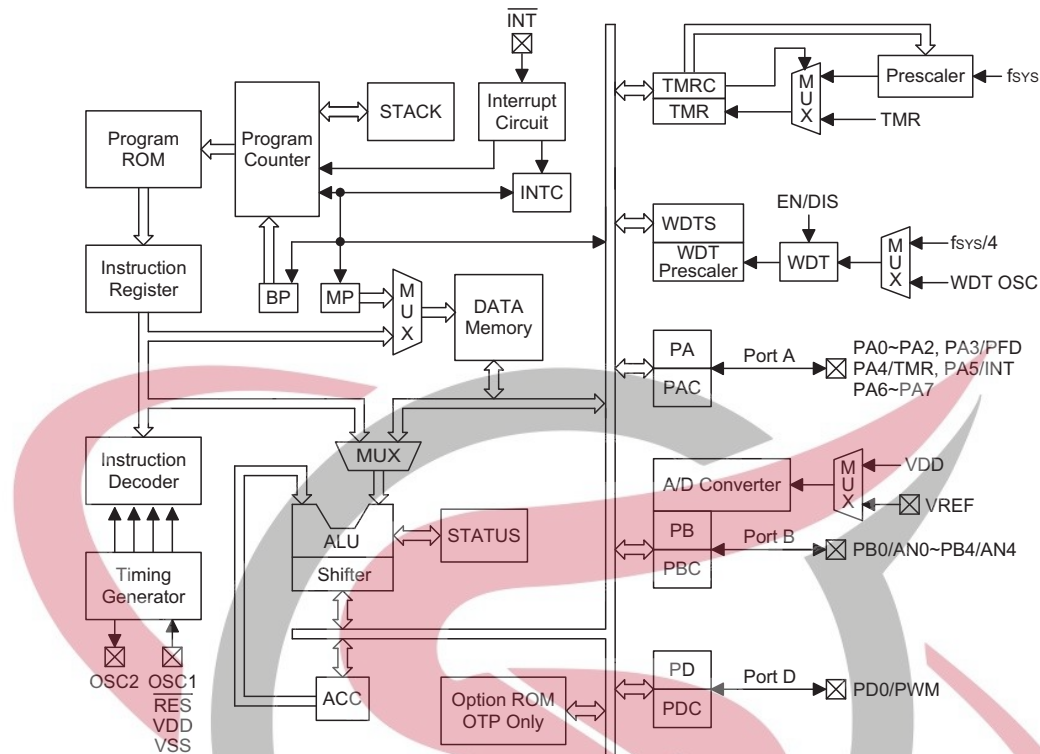 INT
STACK
Interrupt
Circuit
Program
ROM
Program
Counter
INTC
Instruction
Register
BP
MP
MUX
DATA
Memory
Instruction
Decoder
MUX
ALU
Shifter
STATUS
Timing
Generator
OSC2
OSC1
RES
VDD
VSS
ACC
Option ROM
OTP Only
TMRC
TMR
MUX
Prescaler
fSYS
TMR
WDTS
WDT
Prescaler
EN/DIS
WDT
MUX
fSYS/4
WDT OSC
PA
PAC
Port A
PA0~PA2, PA3/PFD
PA4/TMR, PA5/INT
PA6~PA7
A/D Converter
MUX
VDD
VREF
PB
PBC
Port B
PB0/AN0~PB4/AN4
PD
PDC
Port D
PD0/PWM